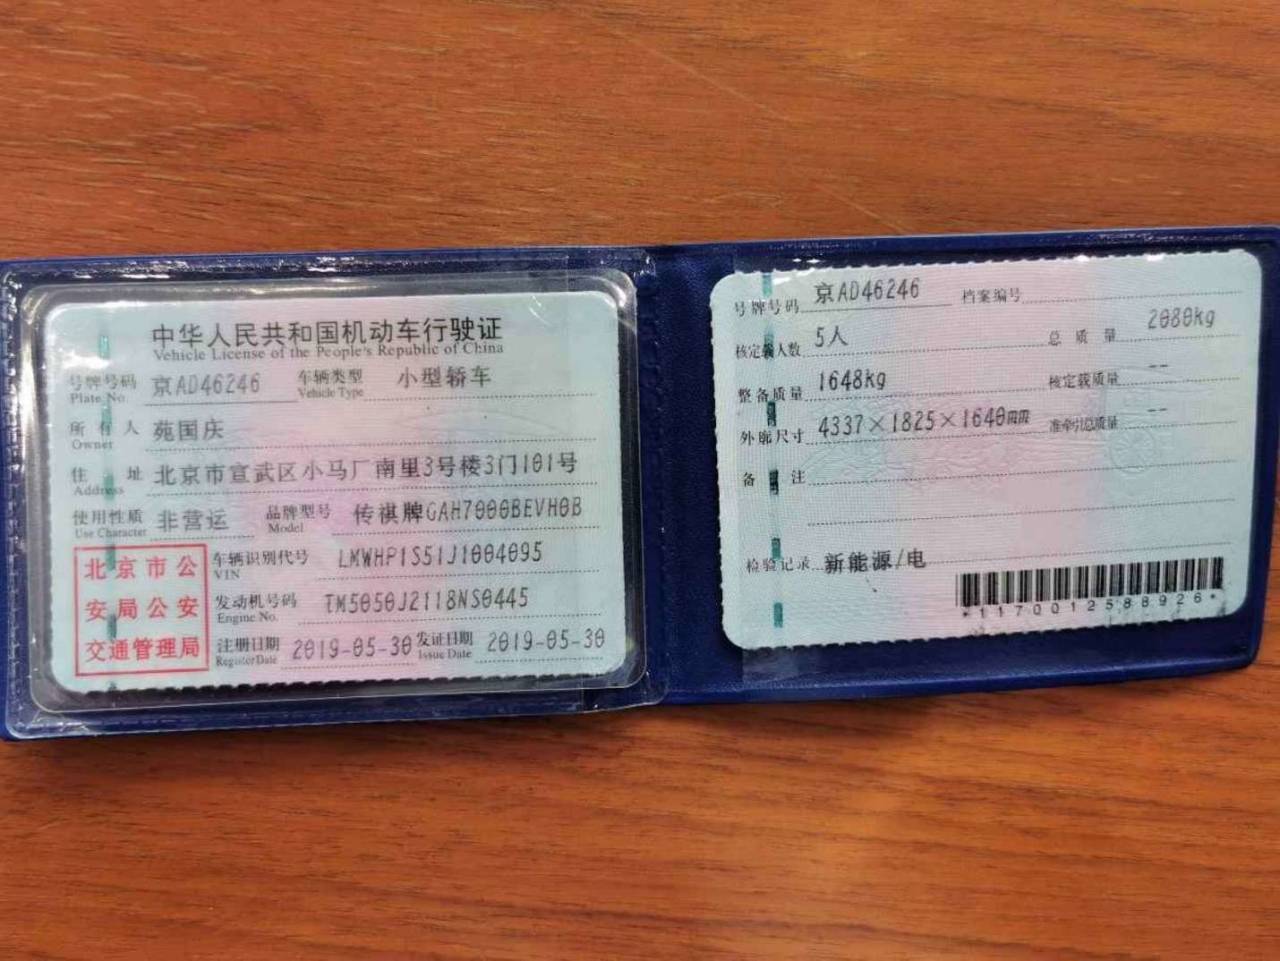 中华人民共和国机动车行驶证
Vehicle License of the People's Republic of China
号牌号码 京AD46246 车辆类型 小型轿车
Plate No. Vehicle Type
所有人 苑国庆
Owner
住址 北京市宣武区小马厂南里3号楼3门101号
Address
使用性质 非营运 品牌型号 传祺牌GAH7000BEVH0B
Use Character Model
北京市公
安局公安
交通管理局
车辆识别代号 LMWHP1S51J1004095
VIN
发动机号码 TM5050J2118NS0445
Engine No.
注册日期 2019-05-30 发证日期 2019-05-30
Register Date Issue Date
号牌号码 京AD46246 档案编号
核定载人数 5人 总质量 2080kg
整备质量 1648kg 核定载质量 --
外廓尺寸 4337×1825×1640 准牵引总质量 --
备注
检验记录 新能源/电
*1170012588926*